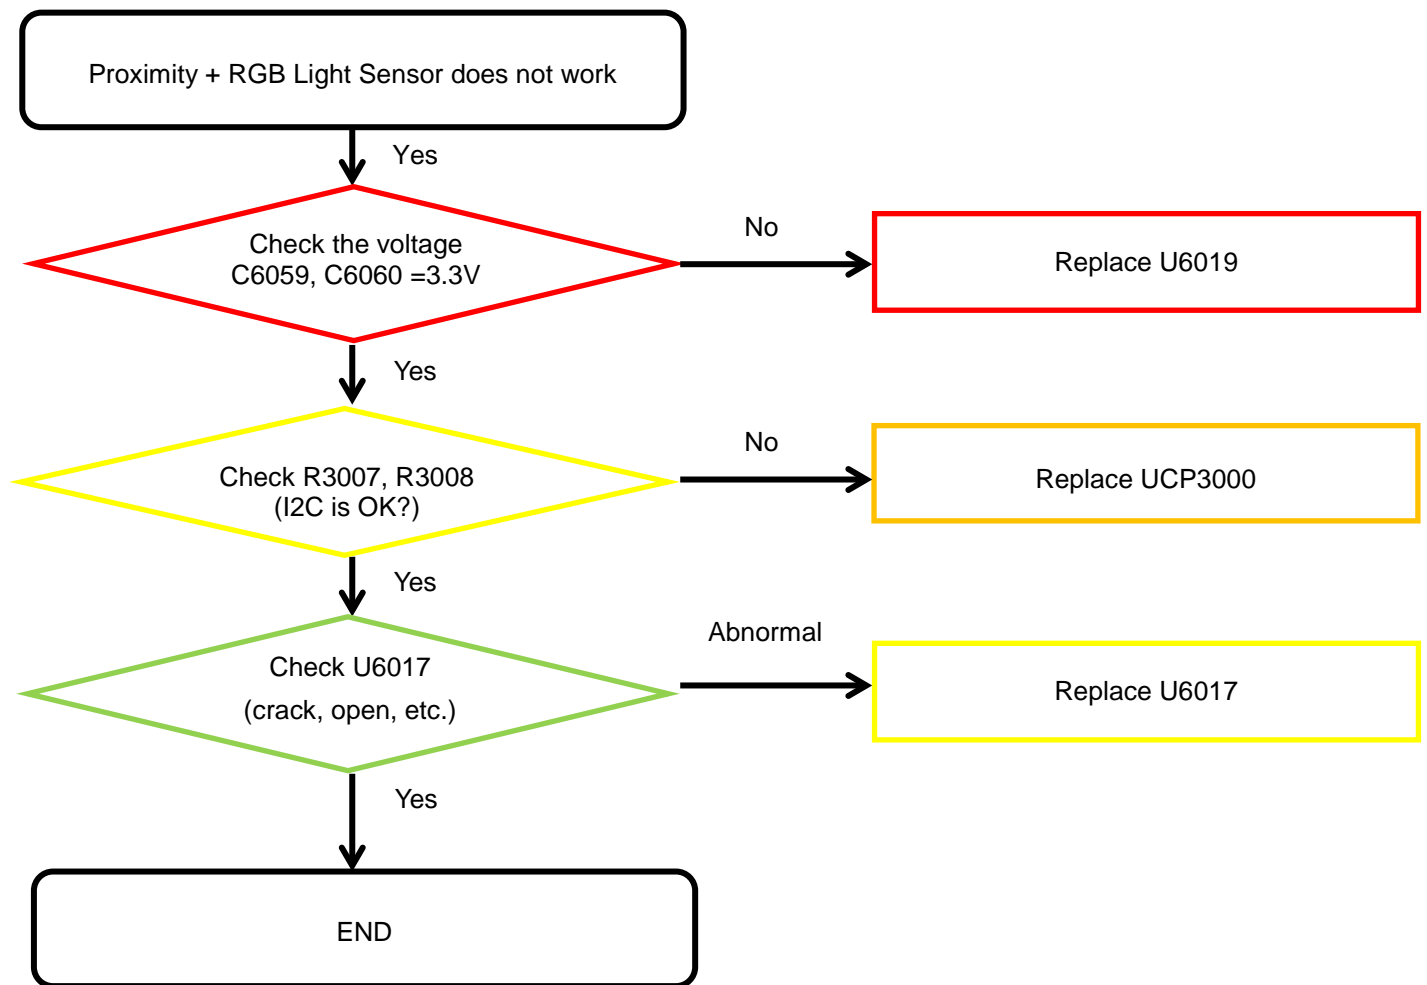 Proximity + RGB Light Sensor does not work
Yes
Check the voltage
C6059, C6060 =3.3V
No
Replace U6019
Yes
Check R3007, R3008
(I2C is OK?)
No
Replace UCP3000
Yes
Check U6017
(crack, open, etc.)
Abnormal
Replace U6017
Yes
END